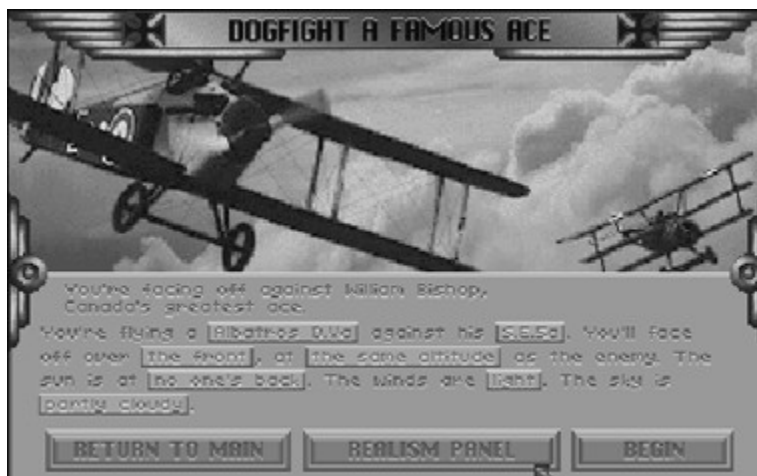 DOGFIGHT A FAMOUS ACE
You're facing off against William Bishop,
Canada's greatest ace.
You're flying a Albatros D.Va against his S.E.5a. You'll face
off over the front, at the same altitude as the enemy. The
sun is at no one's back. The winds are light. The sky is
partly cloudy.
RETURN TO MAIN
REALISM PANEL
BEGIN